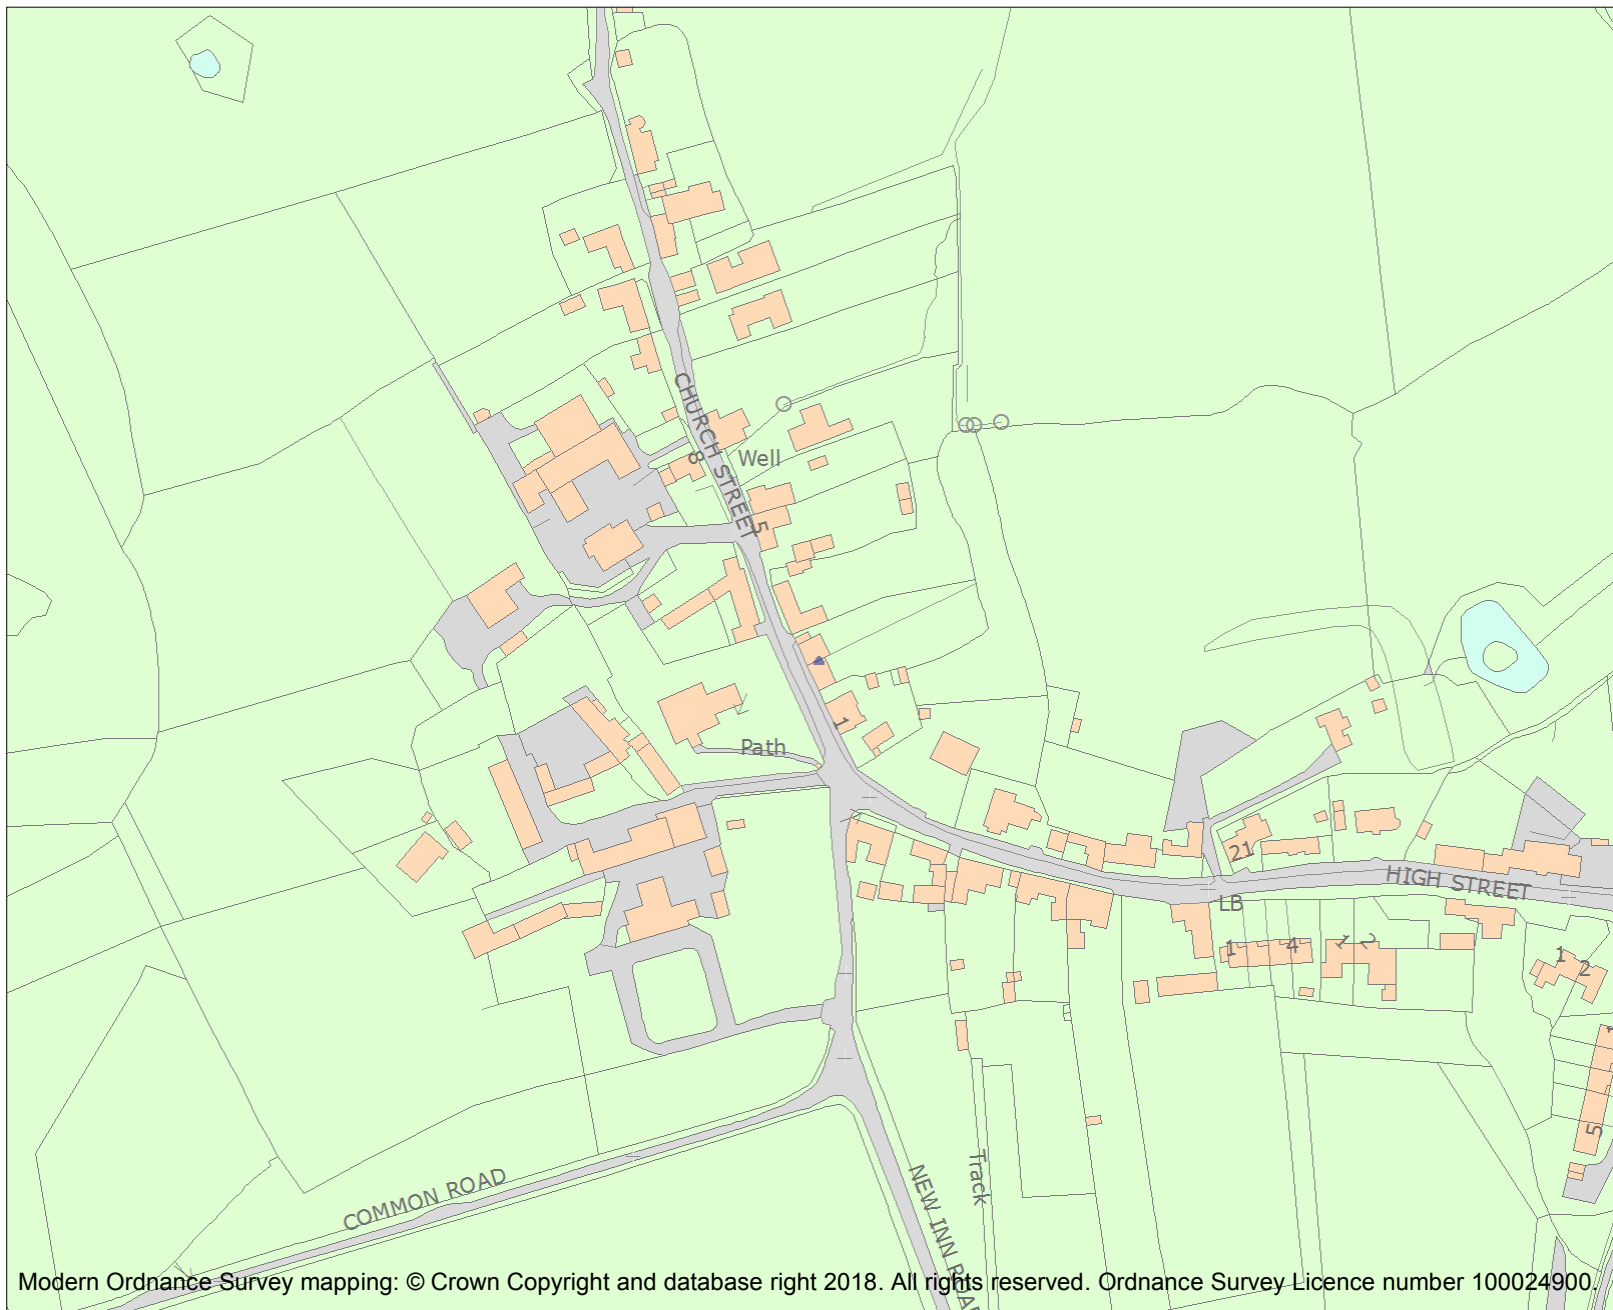 CHURCH STREET
8
Well
5
1
Path
21
HIGH STREET
LB
1
4
1
2
1
2
5
Track
COMMON ROAD
NEW INN ROAD
Modern Ordnance Survey mapping: © Crown Copyright and database right 2018. All rights reserved. Ordnance Survey Licence number 100024900.